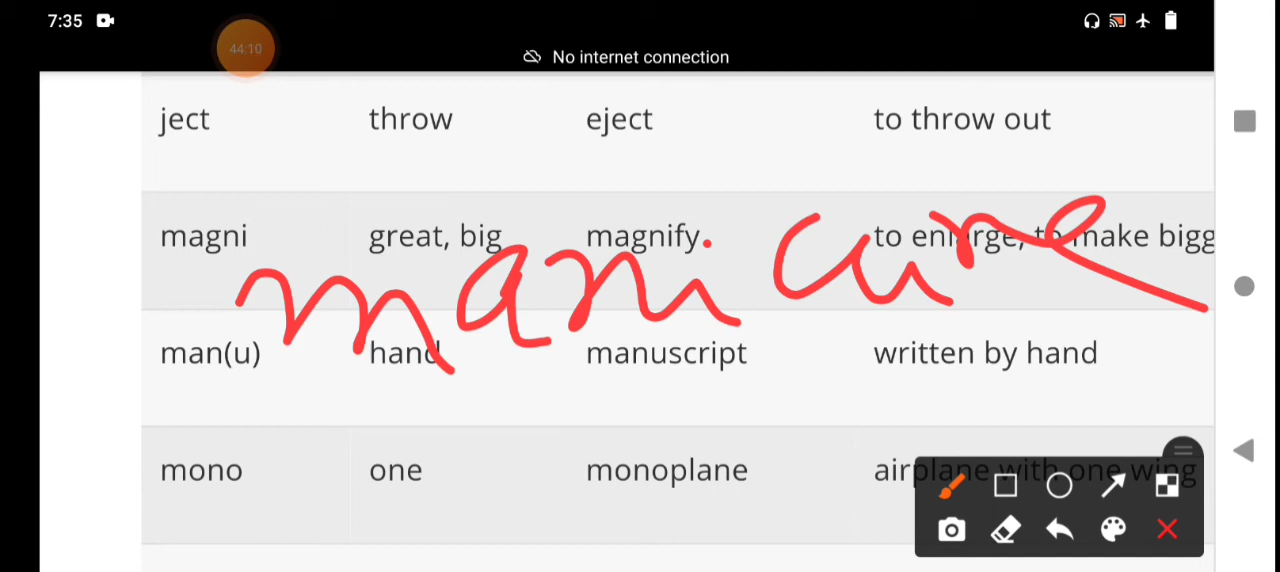 7:35
44:10
No internet connection
ject throw eject to throw out
magni great, big magnify. to enlarge, to make bigg
manicure
man(u) hand manuscript written by hand
mono one monoplane airplane with one wing